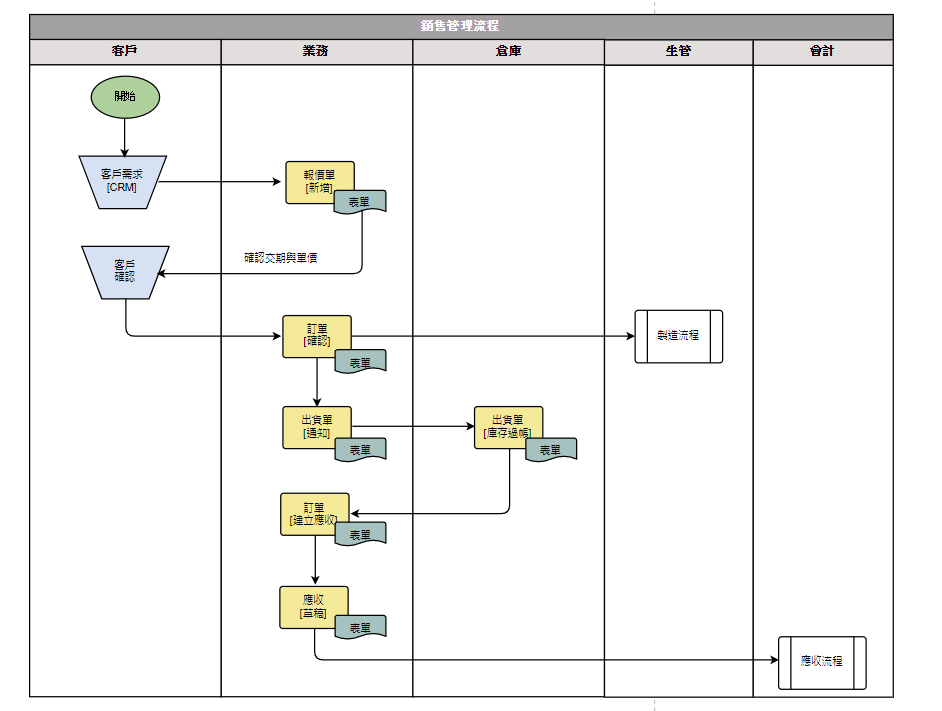 銷售管理流程
客戶
業務
倉庫
生管
會計
開始
客戶需求
[CRM]
報價單
[新增]
表單
確認交期與單價
客戶
確認
訂單
[確認]
表單
製造流程
出貨單
[通知]
表單
出貨單
[庫存過帳]
表單
訂單
[建立應收]
表單
應收
[草稿]
表單
應收流程